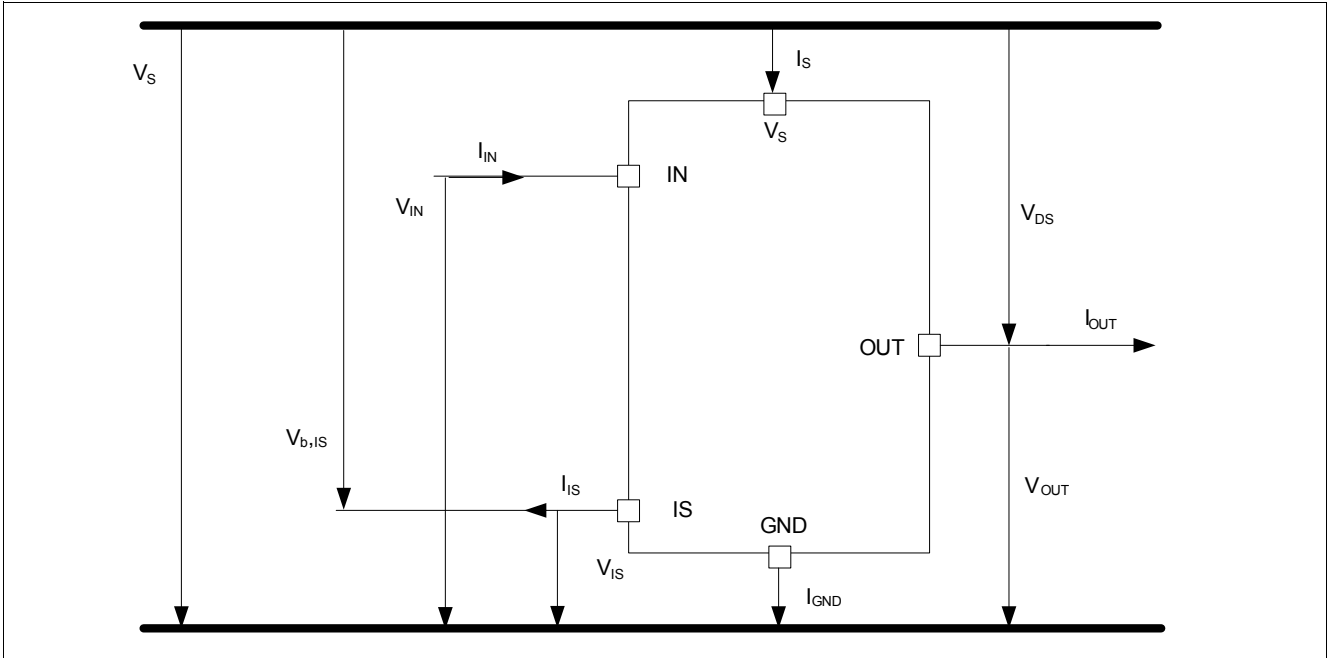 I_S
V_S
V_S
I_IN
IN
V_IN
V_DS
I_OUT
OUT
V_b,IS
I_IS
V_OUT
IS
GND
V_IS
I_GND